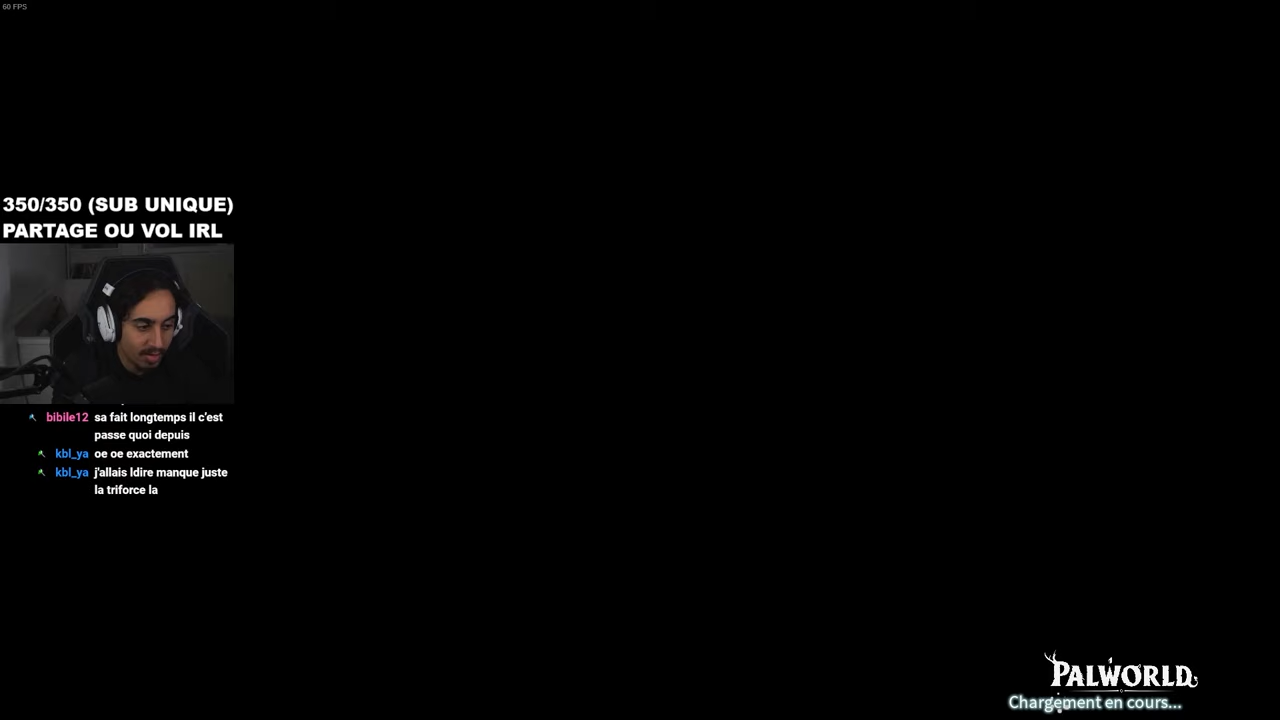 60 FPS
350/350 (SUB UNIQUE)
PARTAGE OU VOL IRL
bibile12 sa fait longtemps il c'est
passe quoi depuis
kbl_ya oe oe exactement
kbl_ya j'allais ldire manque juste
la triforce la
PALWORLD
Chargement en cours...